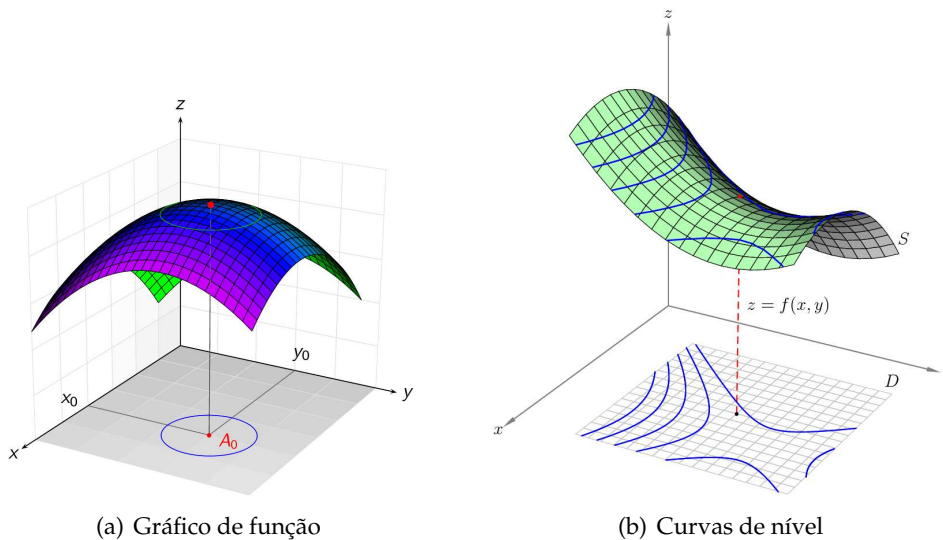 z
x₀
y₀
A₀
x
y
(a) Gráfico de função
z
S
z = f(x, y)
D
x
(b) Curvas de nível